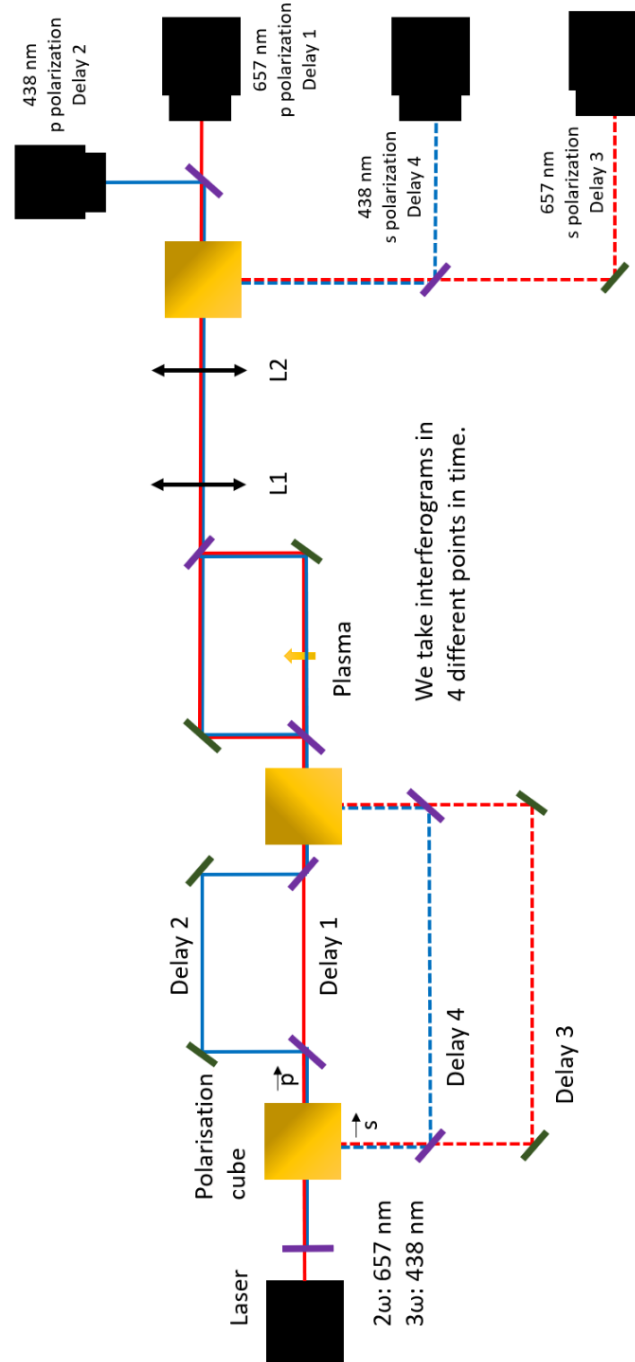 Laser
2ω: 657 nm
3ω: 438 nm
Polarisation
cube
p
s
Delay 2
Delay 1
Delay 4
Delay 3
Plasma
We take interferograms in
4 different points in time.
L1
L2
438 nm
p polarization
Delay 2
657 nm
p polarization
Delay 1
438 nm
s polarization
Delay 4
657 nm
s polarization
Delay 3